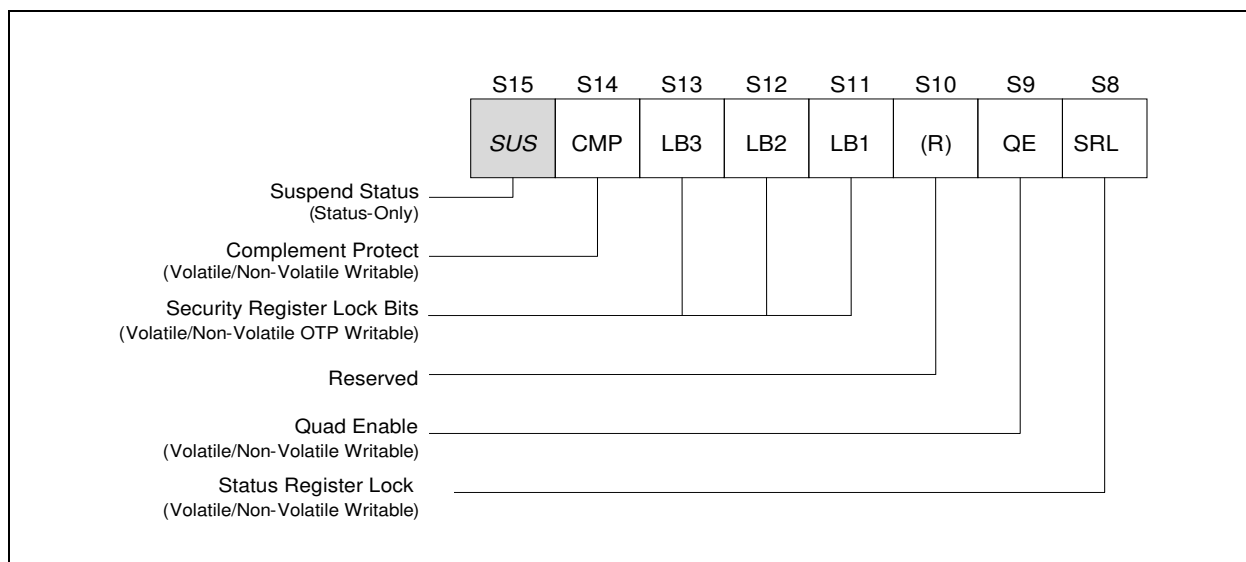 S15 S14 S13 S12 S11 S10 S9 S8
SUS CMP LB3 LB2 LB1 (R) QE SRL
Suspend Status
(Status-Only)
Complement Protect
(Volatile/Non-Volatile Writable)
Security Register Lock Bits
(Volatile/Non-Volatile OTP Writable)
Reserved
Quad Enable
(Volatile/Non-Volatile Writable)
Status Register Lock
(Volatile/Non-Volatile Writable)